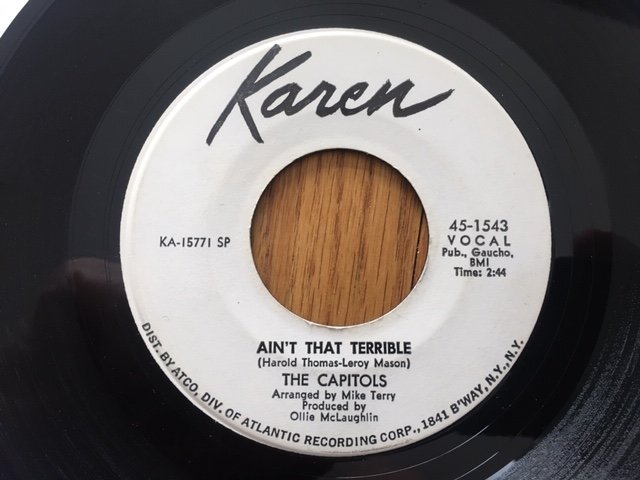 Karen
KA-15771 SP
45-1543
VOCAL
Pub., Gaucho,
BMI
Time: 2:44
AIN'T THAT TERRIBLE
(Harold Thomas-Leroy Mason)
THE CAPITOLS
Arranged by Mike Terry
Produced by
Ollie McLaughlin
DIST. BY ATCO, DIV. OF ATLANTIC RECORDING CORP., 1841 B'WAY, N.Y., N.Y.